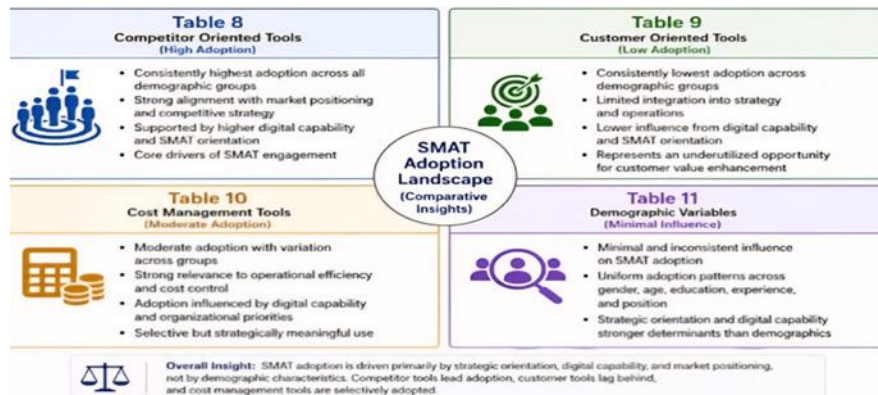 Table 8
Competitor Oriented Tools
(High Adoption)
• Consistently highest adoption across all
demographic groups
• Strong alignment with market positioning
and competitive strategy
• Supported by higher digital capability
and SMAT orientation
• Core drivers of SMAT engagement
Table 9
Customer Oriented Tools
(Low Adoption)
• Consistently lowest adoption across
demographic groups
• Limited integration into strategy
and operations
• Lower influence from digital capability
and SMAT orientation
• Represents an underutilized opportunity
for customer value enhancement
SMAT
Adoption
Landscape
(Comparative
Insights)
Table 10
Cost Management Tools
(Moderate Adoption)
• Moderate adoption with variation
across groups
• Strong relevance to operational efficiency
and cost control
• Adoption influenced by digital capability
and organizational priorities
• Selective but strategically meaningful use
Table 11
Demographic Variables
(Minimal Influence)
• Minimal and inconsistent influence
on SMAT adoption
• Uniform adoption patterns across
gender, age, education, experience,
and position
• Strategic orientation and digital capability
stronger determinants than demographics
Overall Insight: SMAT adoption is driven primarily by strategic orientation, digital capability, and market positioning,
not by demographic characteristics. Competitor tools lead adoption, customer tools lag behind,
and cost management tools are selectively adopted.